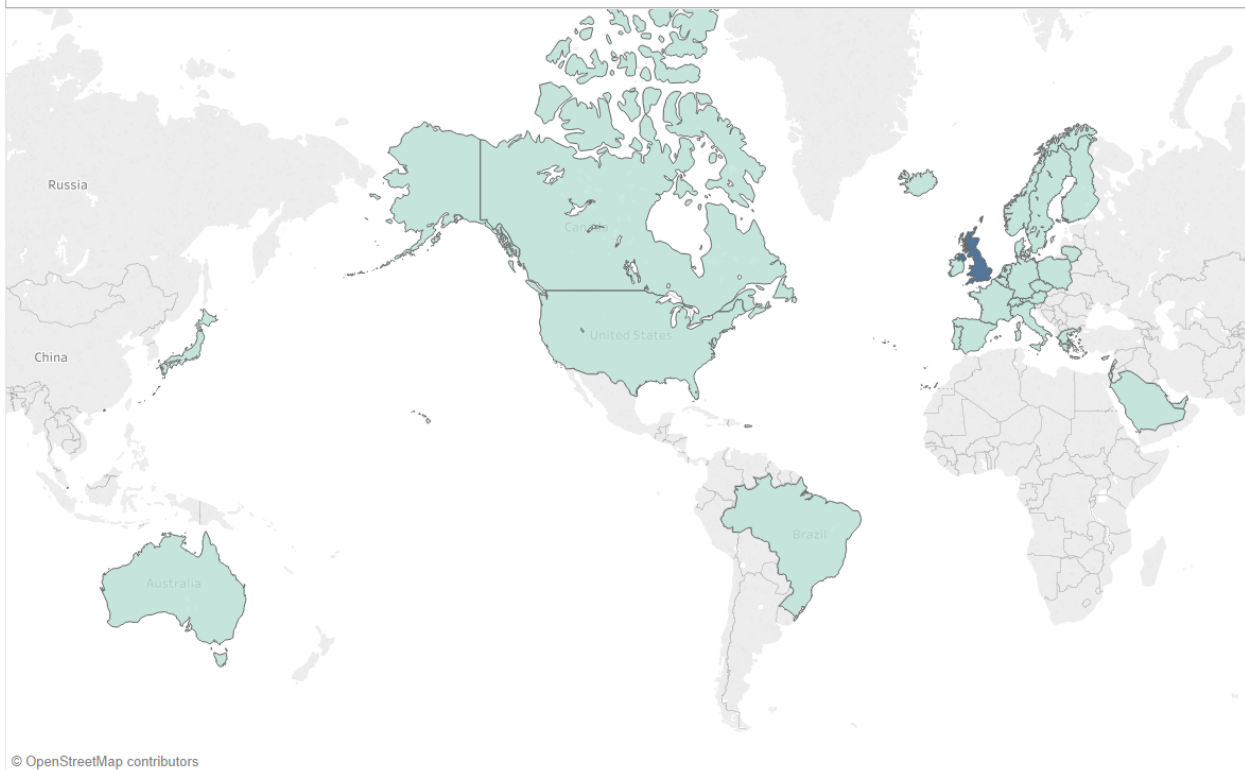 Russia
Canada
United States
China
Brazil
Australia
© OpenStreetMap contributors